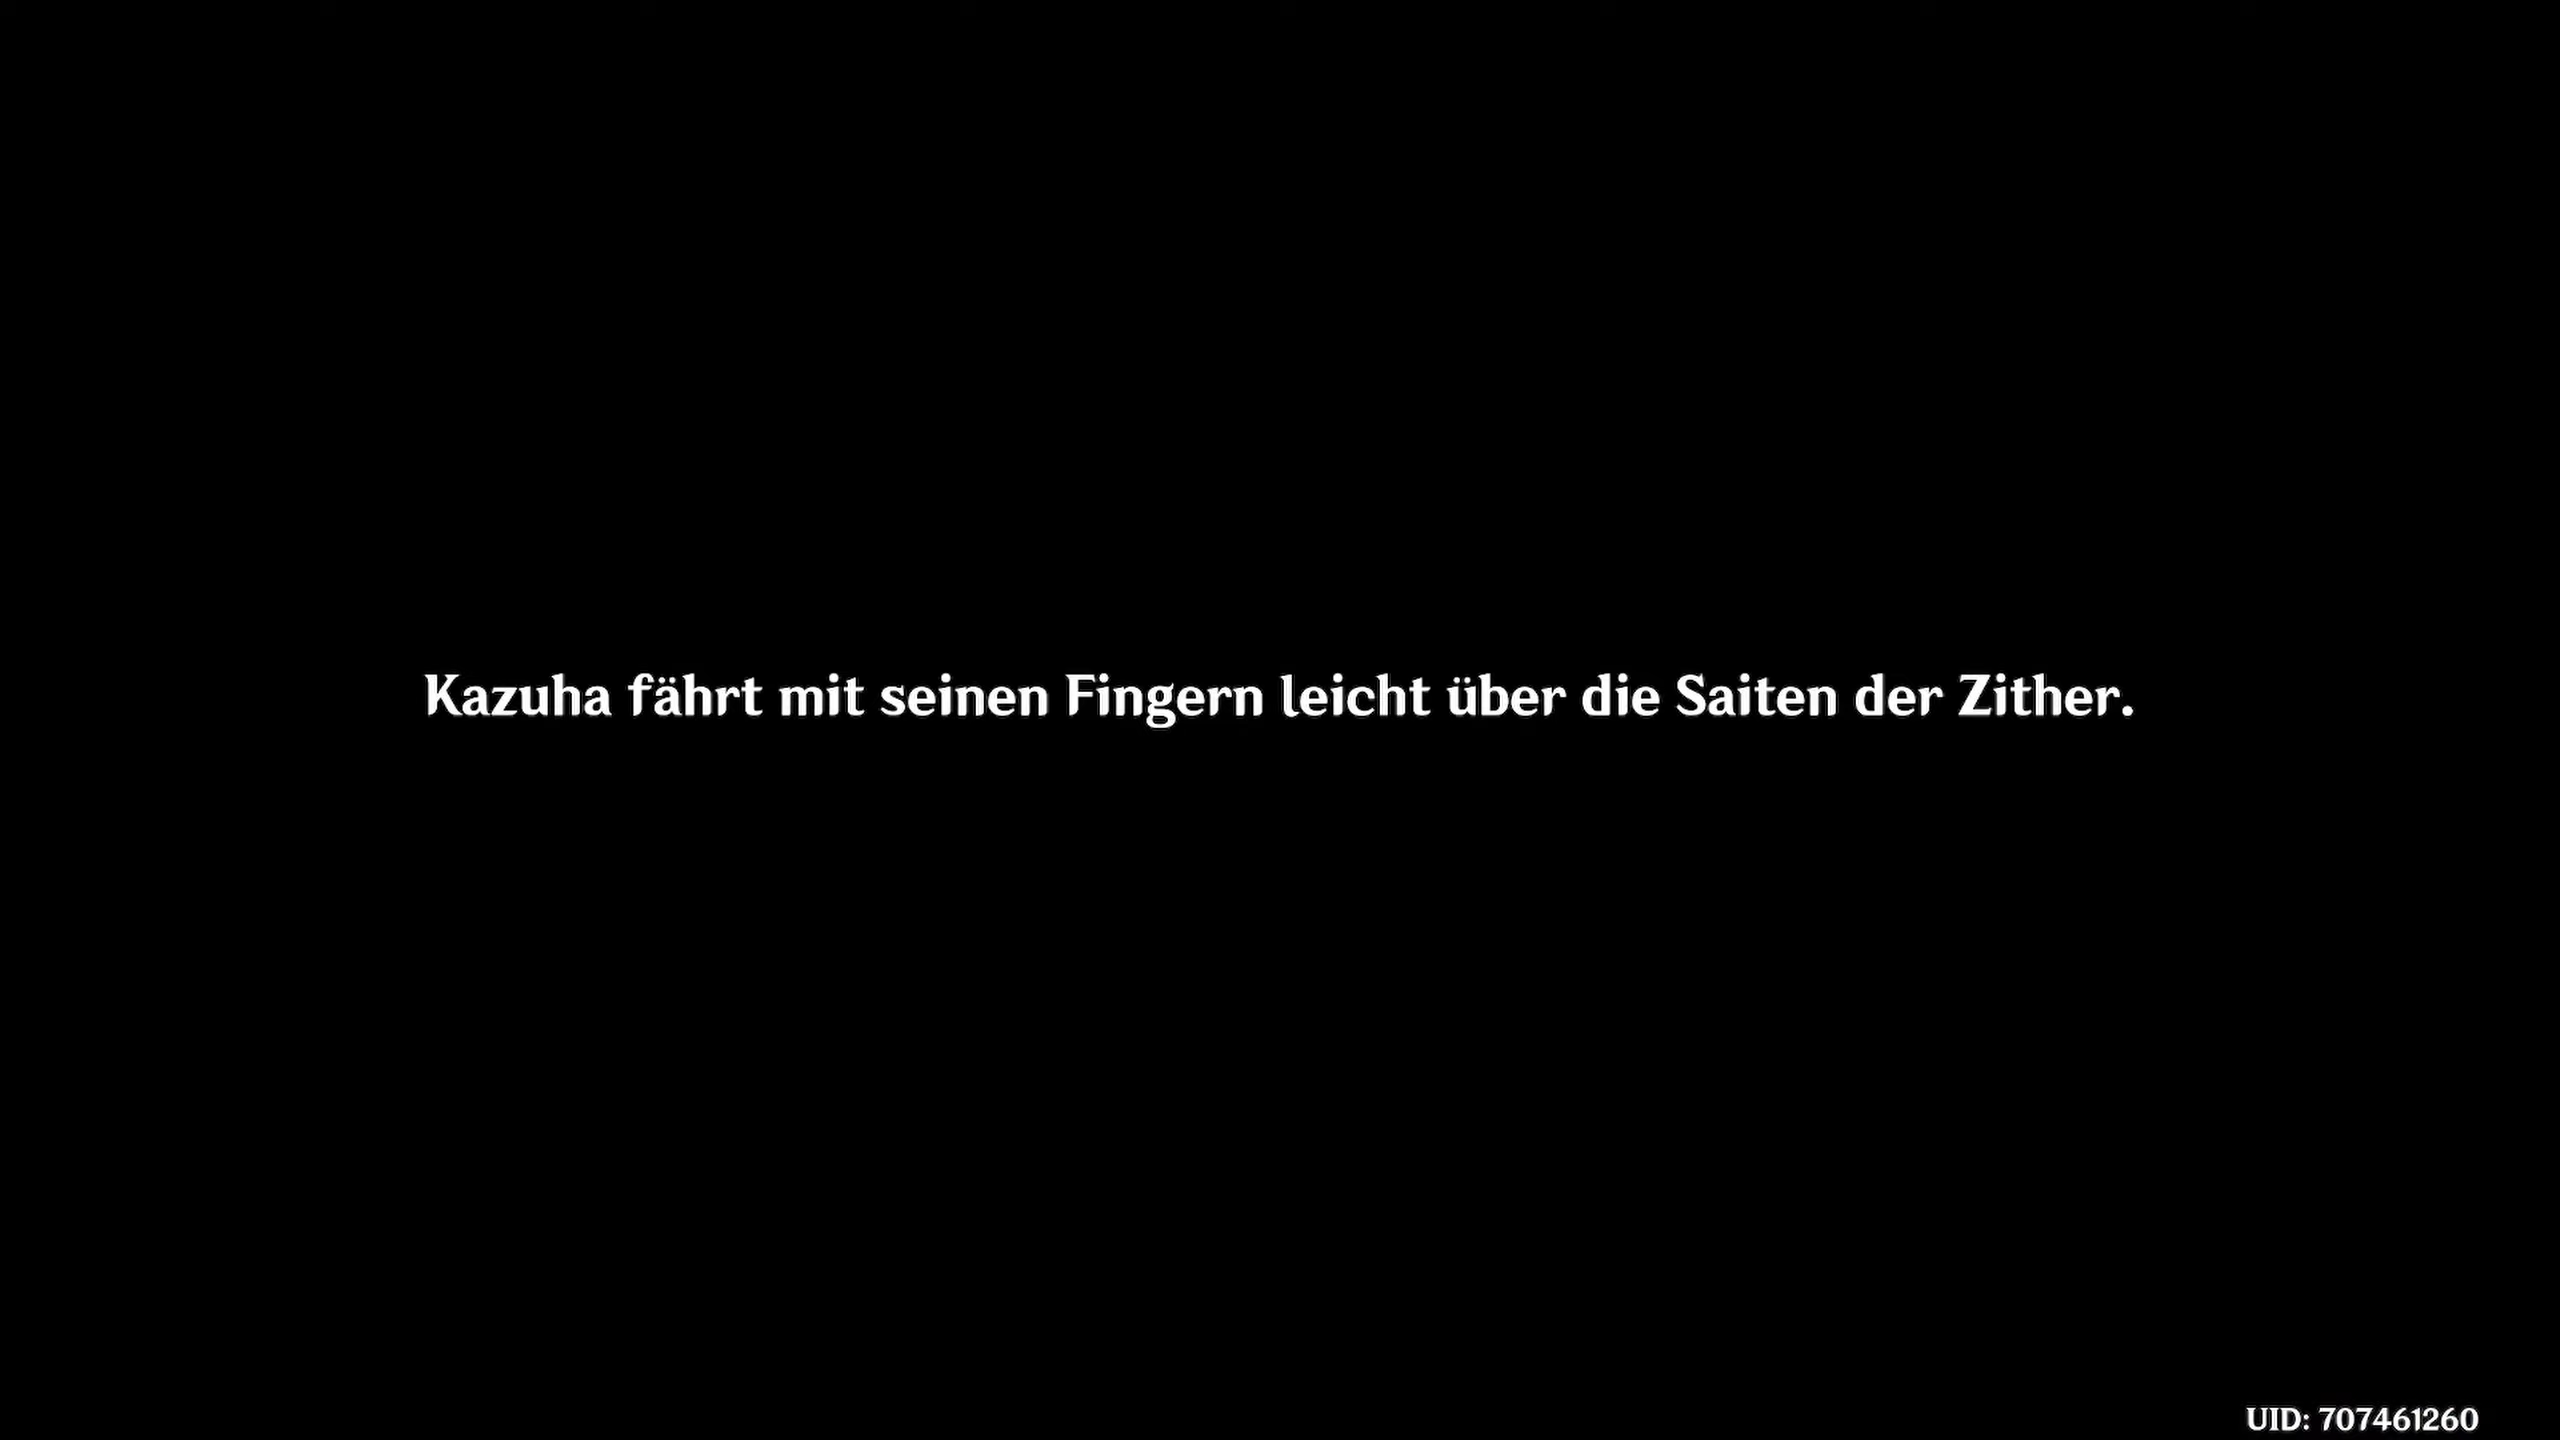 Kazuha fährt mit seinen Fingern leicht über die Saiten der Zither.
UID: 707461260